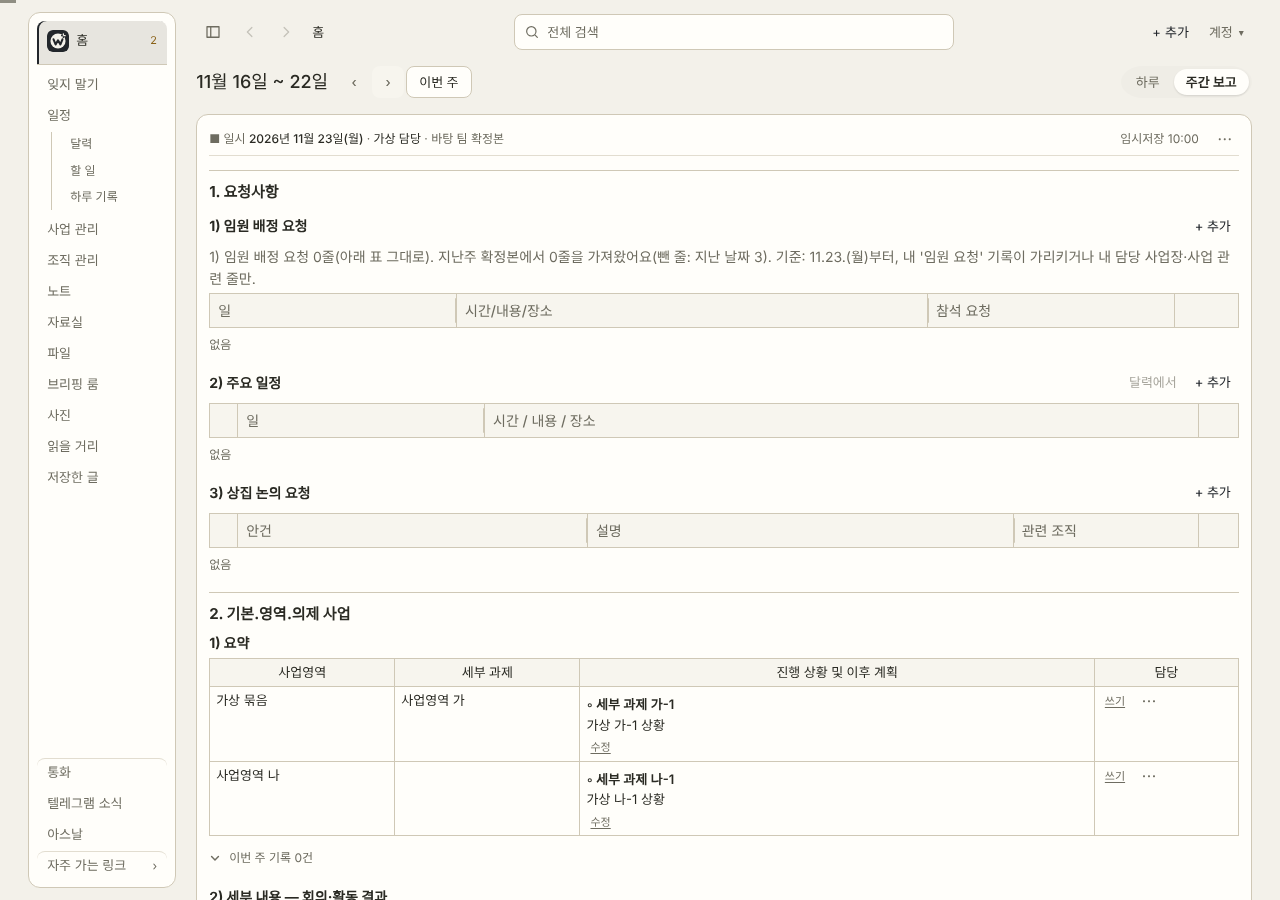 홈 2
잊지 말기
일정
달력
할 일
하루 기록
사업 관리
조직 관리
노트
자료실
파일
브리핑 룸
사진
읽을 거리
저장한 글
통화
텔레그램 소식
아스날
자주 가는 링크 ›
홈
전체 검색
+ 추가 계정 ▾
11월 16일 ~ 22일 ‹ › 이번 주
하루 주간 보고
■ 일시 2026년 11월 23일(월) · 가상 담당 · 바탕 팀 확정본
임시저장 10:00 ···
1. 요청사항
1) 임원 배정 요청 + 추가
1) 임원 배정 요청 0줄(아래 표 그대로). 지난주 확정본에서 0줄을 가져왔어요(뺀 줄: 지난 날짜 3). 기준: 11.23.(월)부터, 내 '임원 요청' 기록이 가리키거나 내 담당 사업장·사업 관
련 줄만.
일 시간/내용/장소 참석 요청
없음
2) 주요 일정 달력에서 + 추가
일 시간 / 내용 / 장소
없음
3) 상집 논의 요청 + 추가
안건 설명 관련 조직
없음
2. 기본.영역.의제 사업
1) 요약
사업영역 세부 과제 진행 상황 및 이후 계획 담당
가상 묶음 사업영역 가 ∘ 세부 과제 가-1 쓰기 ···
가상 가-1 상황
수정
사업영역 나 ∘ 세부 과제 나-1 쓰기 ···
가상 나-1 상황
수정
이번 주 기록 0건
2) 세부 내용 — 회의·활동 결과